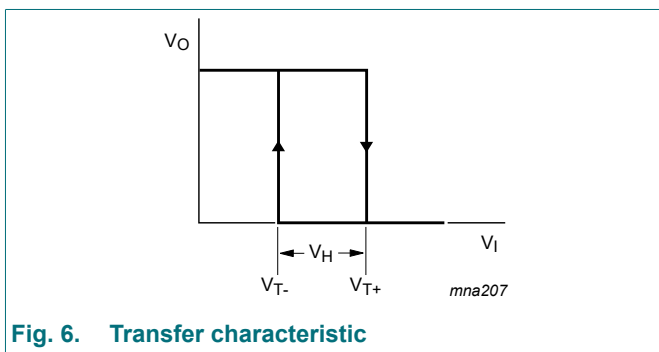 VO
VH
VI
VT-
VT+
mna207
Fig. 6. Transfer characteristic